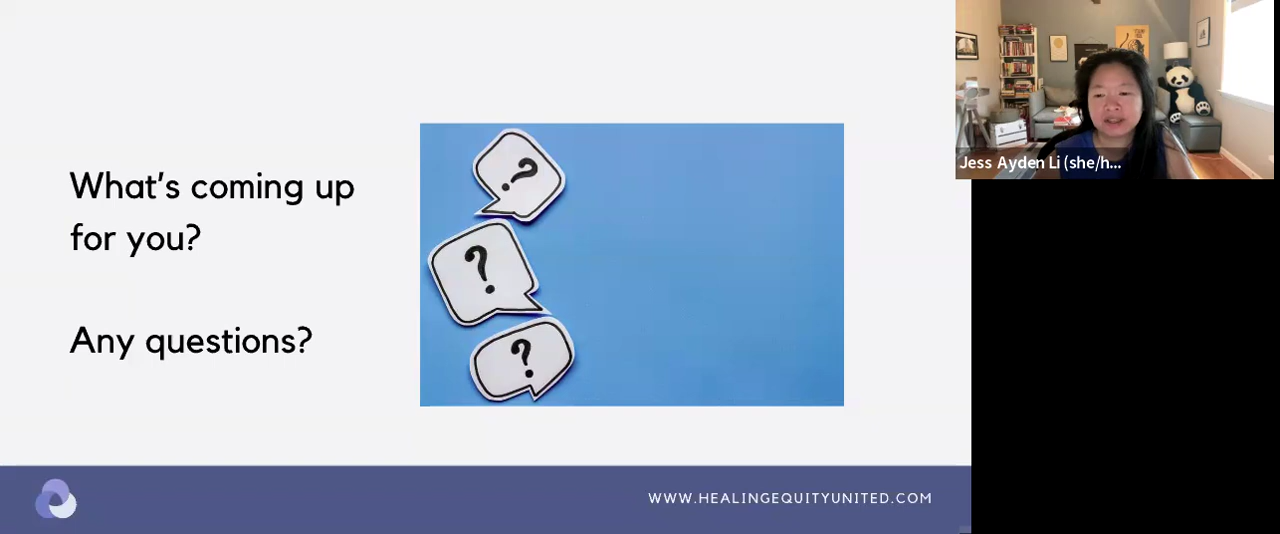 What's coming up
for you?
Any questions?
?
?
?
WWW.HEALINGEQUITYUNITED.COM
Jess Ayden Li (she/h...